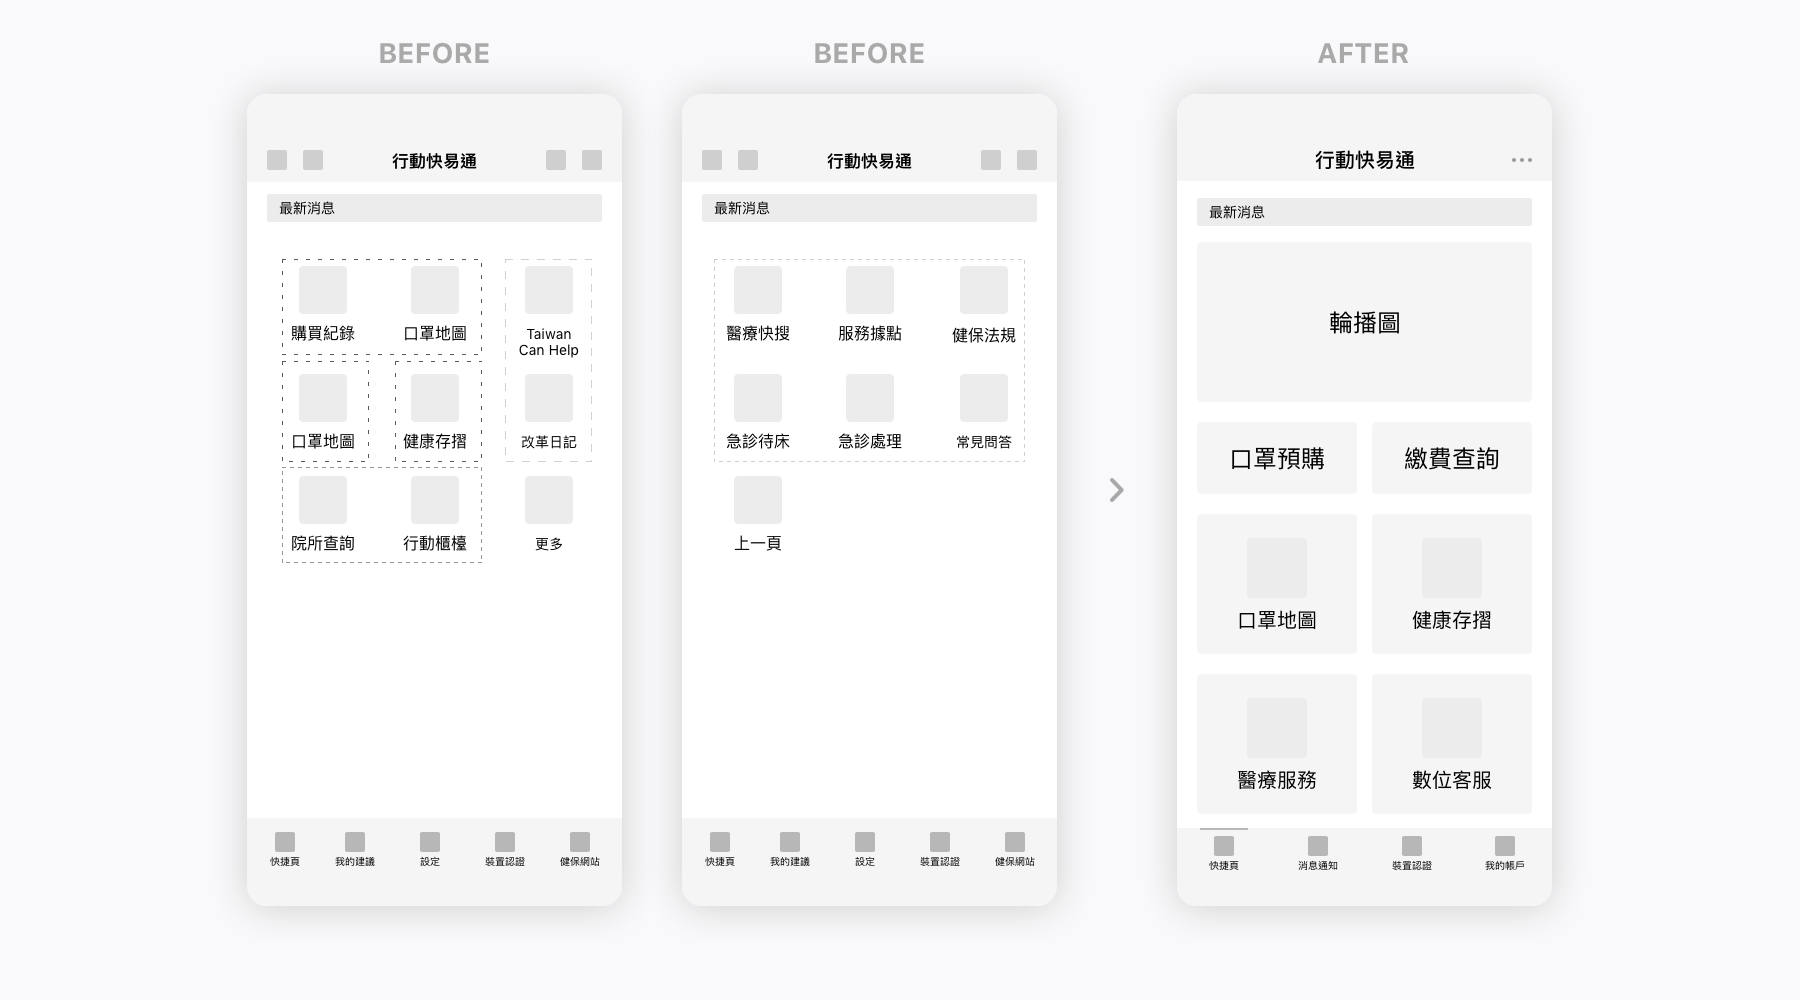 BEFORE
行動快易通
最新消息
購買紀錄
口罩地圖
Taiwan
Can Help
口罩地圖
健康存摺
改革日記
院所查詢
行動櫃檯
更多
快捷頁
我的建議
設定
裝置認證
健保網站
BEFORE
行動快易通
最新消息
醫療快搜
服務據點
健保法規
急診待床
急診處理
常見問答
上一頁
快捷頁
我的建議
設定
裝置認證
健保網站
AFTER
行動快易通
最新消息
輪播圖
口罩預購
繳費查詢
口罩地圖
健康存摺
醫療服務
數位客服
快捷頁
消息通知
裝置認證
我的帳戶